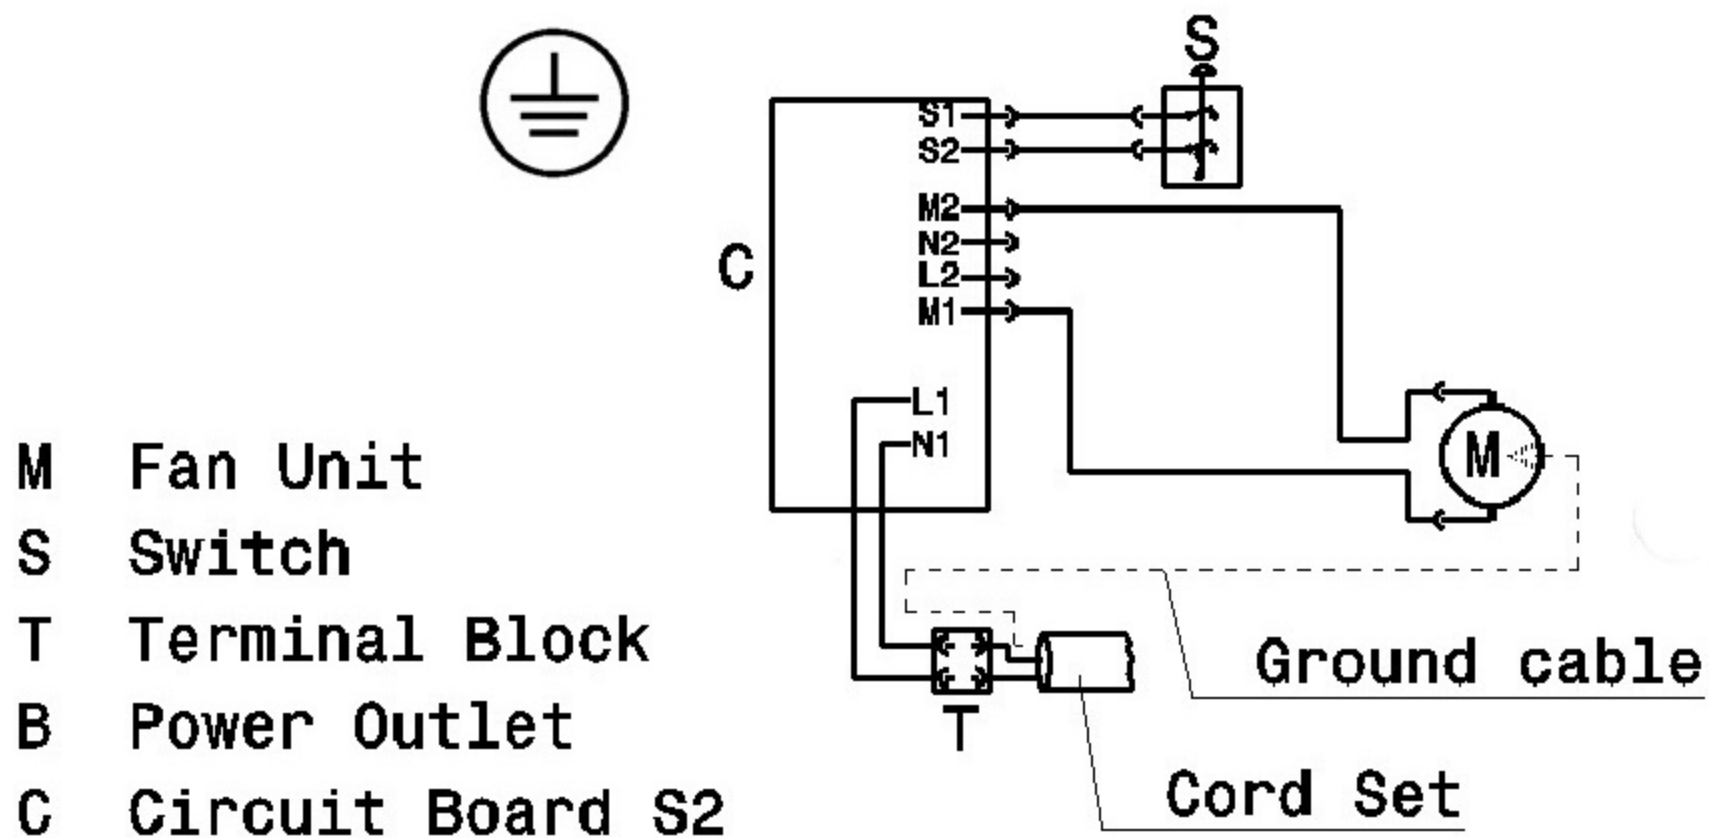 S
S1
S2
M2
N2
C
L2
M1
L1
M Fan Unit
N1
M
S Switch
T Terminal Block
Ground cable
B Power Outlet
T
Cord Set
C Circuit Board S2